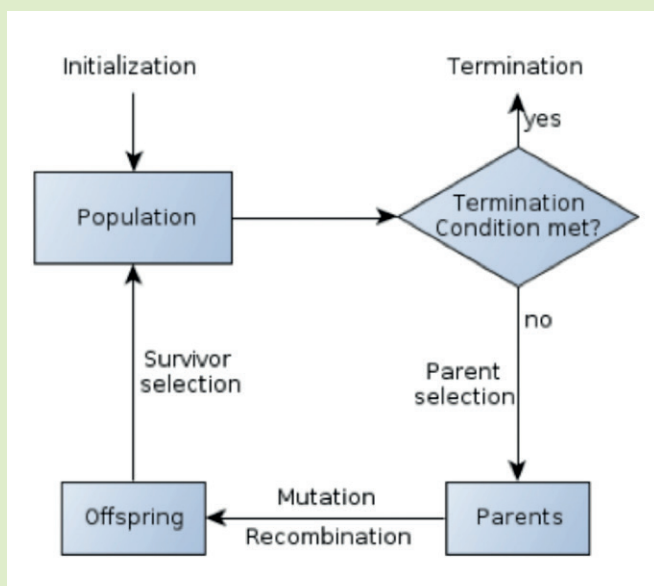 Initialization
Termination
yes
Population
Termination
Condition met?
no
Survivor
selection
Parent
selection
Offspring
Mutation
Recombination
Parents